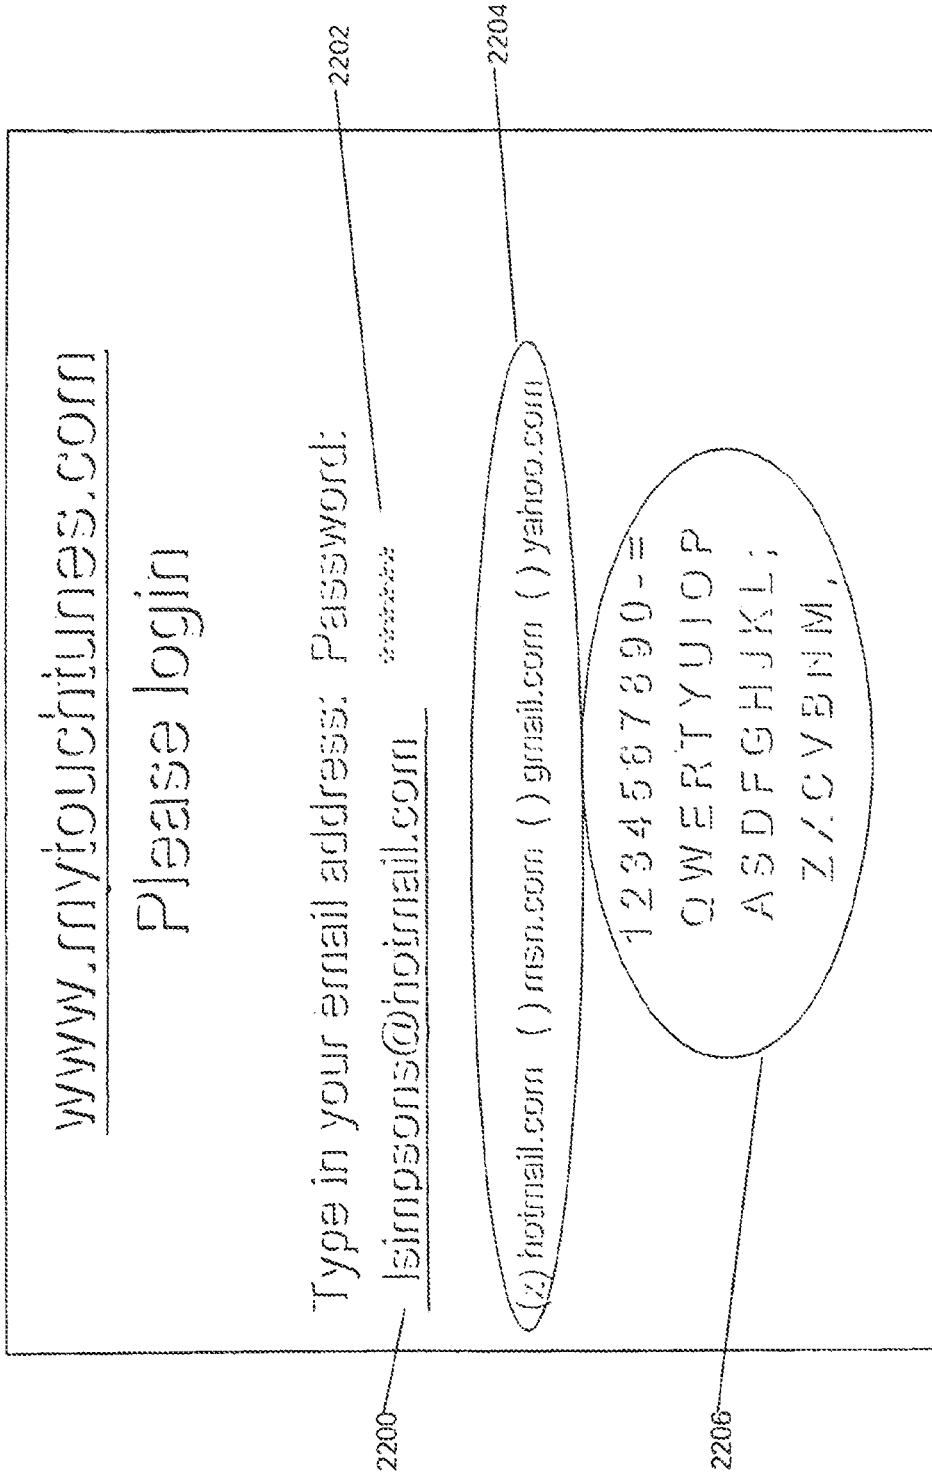 www.mytouchtunes.com
Please login
Type in your email address: Password:
lsimpsons@hotmail.com ******
(x) hotmail.com () msn.com () gmail.com () yahoo.com
1 2 3 4 5 6 7 8 9 0 - =
Q W E R T Y U I O P
A S D F G H J K L ;
Z X C V B N M ,
2200
2202
2204
2206